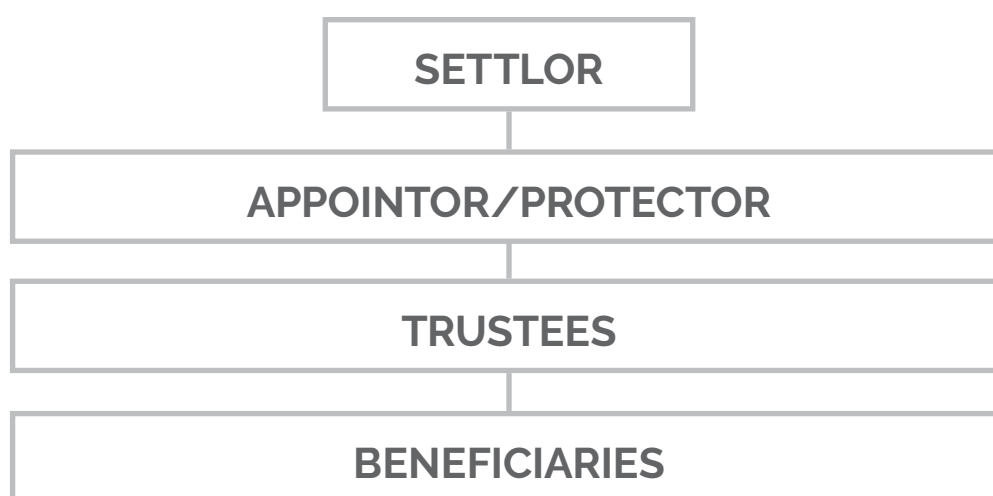 SETTLOR
APPOINTOR/PROTECTOR
TRUSTEES
BENEFICIARIES